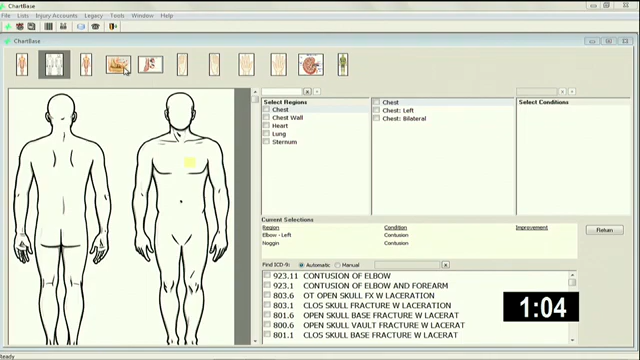 ChartBase
File Lists Injury Accounts Legacy Tools Window Help
ChartBase
Select Regions
Chest
Chest Wall
Heart
Lung
Sternum
Chest
Chest: Left
Chest: Bilateral
Select Conditions
Current Selections
Region Condition Improvement
Elbow - Left Contusion
Noggin Contusion
Return
Find ICD-9: Automatic Manual
923.11 CONTUSION OF ELBOW
923.1 CONTUSION OF ELBOW AND FOREARM
803.6 OT OPEN SKULL FX W LACERATION
803.1 CLOS SKULL FRACTURE W LACERATION
801.6 OPEN SKULL BASE FRACTURE W LACERAT
800.6 OPEN SKULL VAULT FRACTURE W LACERAT
801.1 CLOS SKULL BASE FRACTURE W LACERAT
1:04
Ready